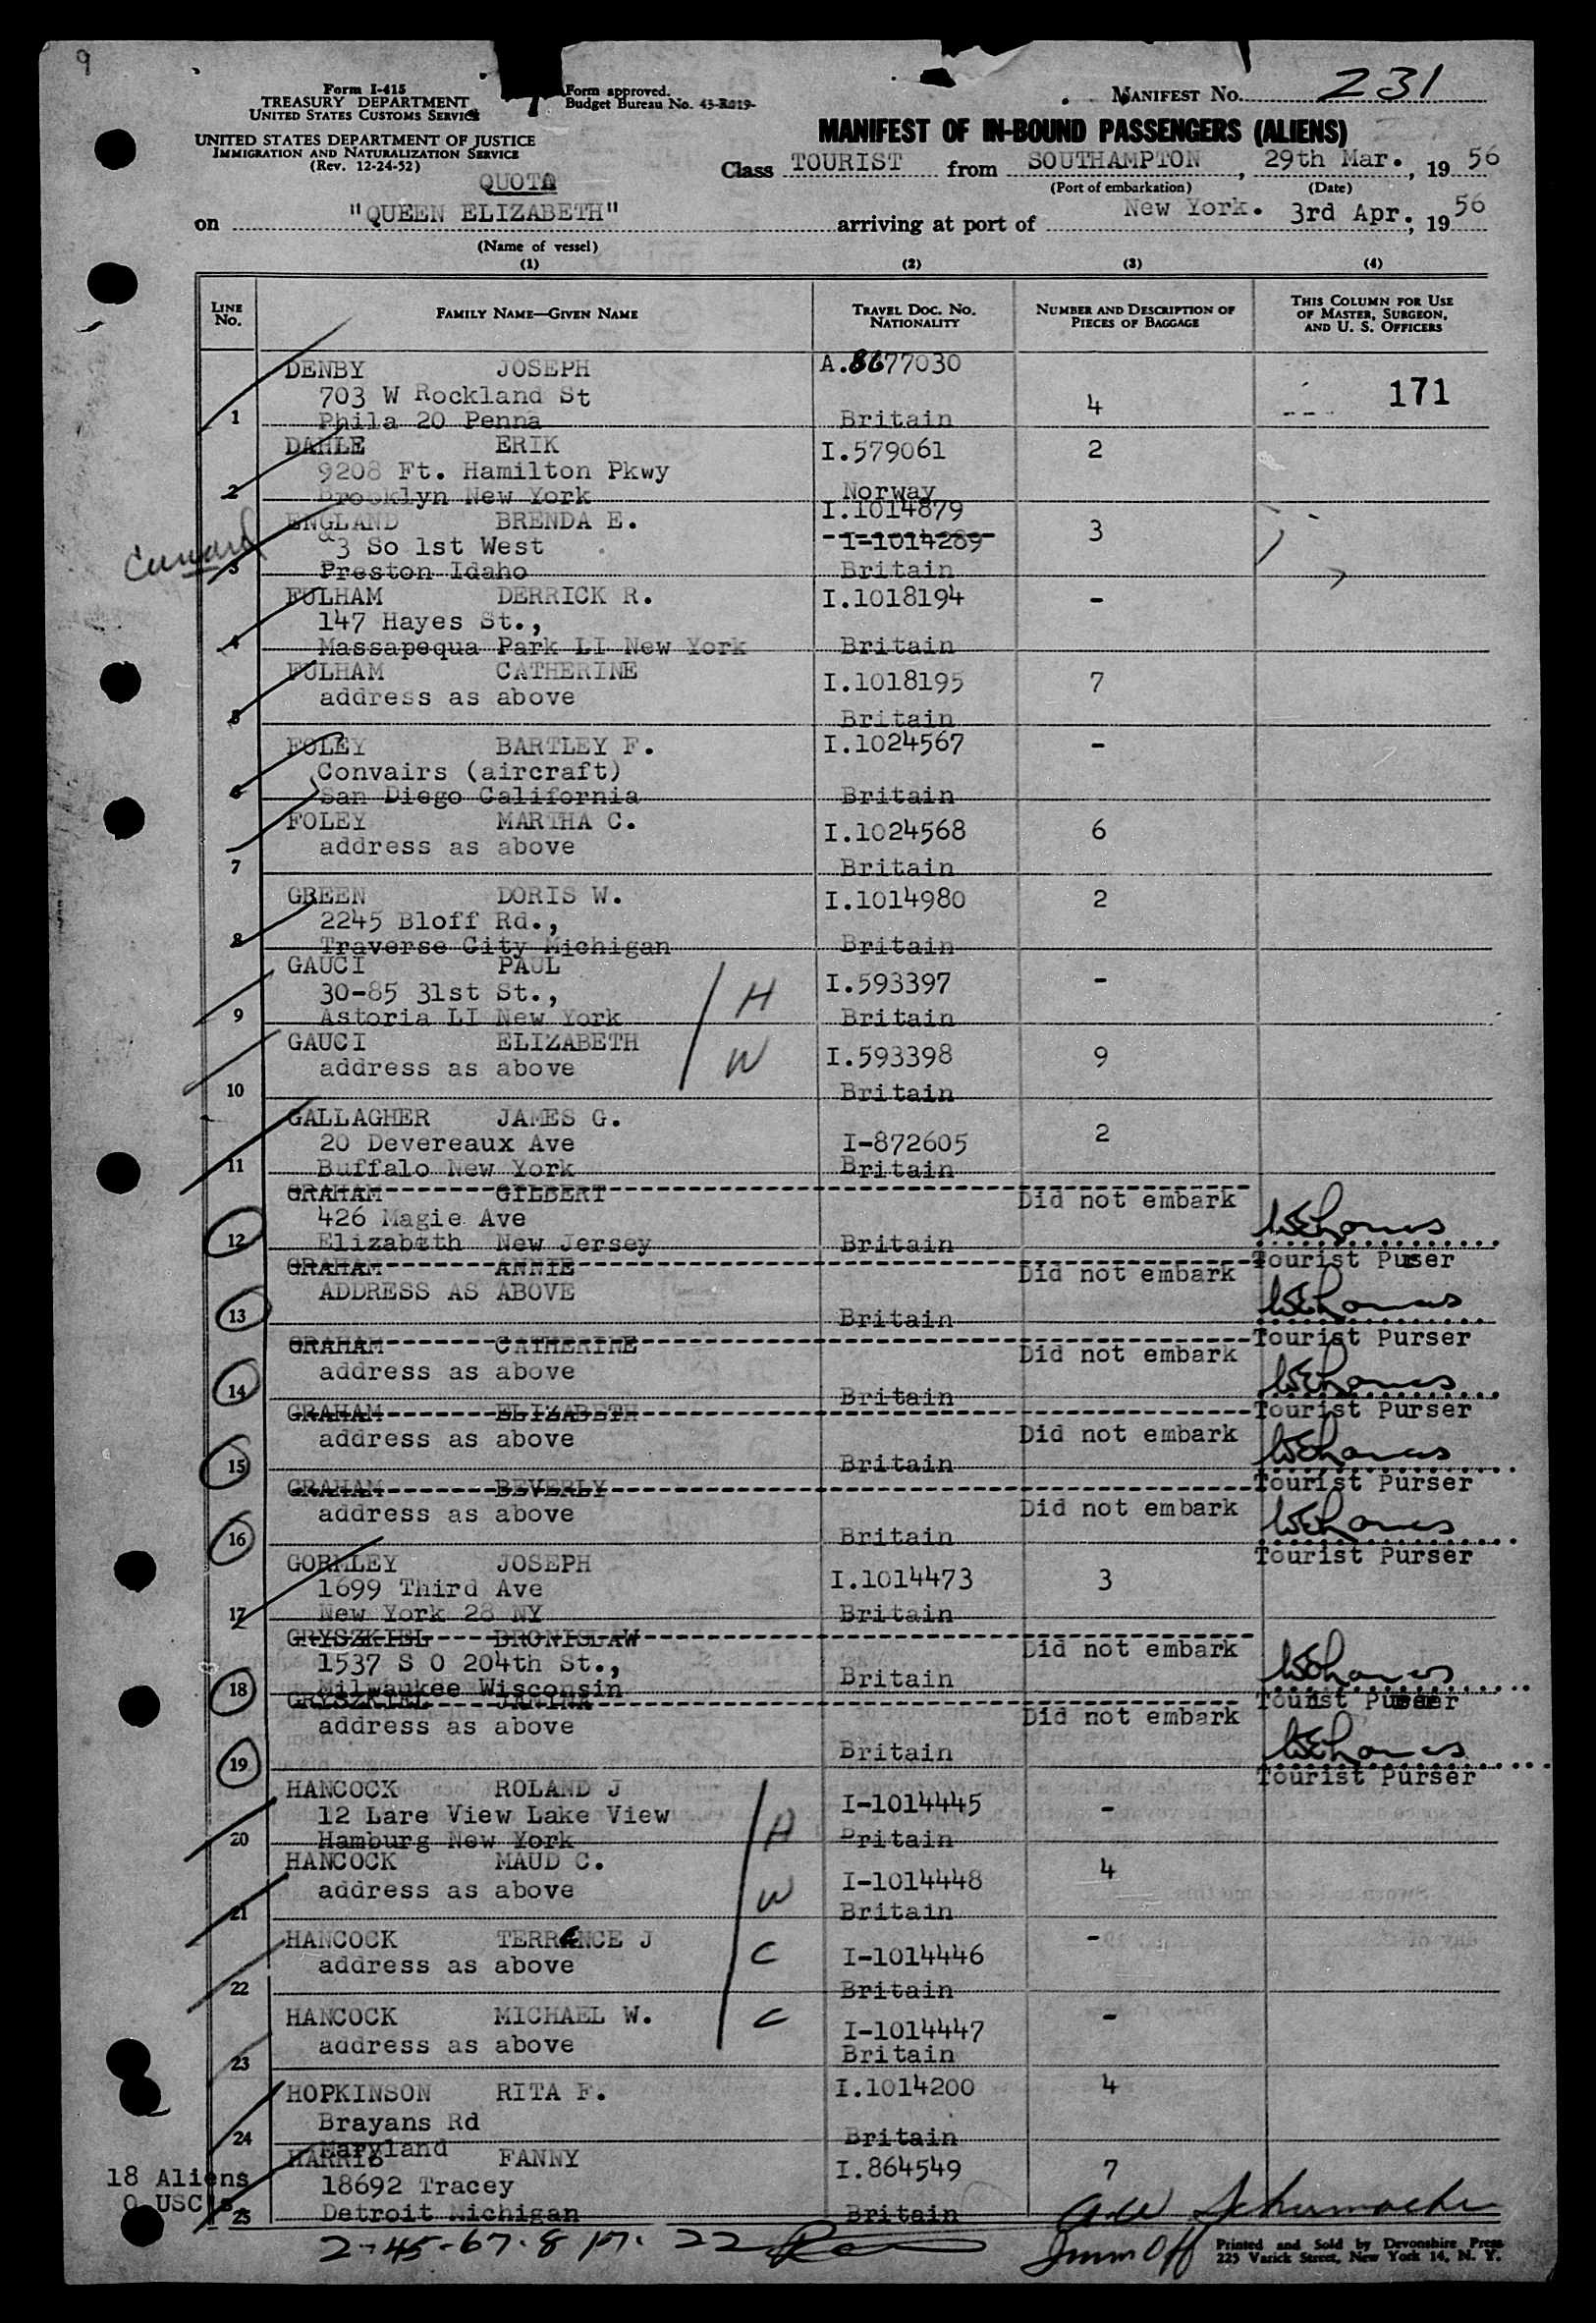 9
Form I-415
TREASURY DEPARTMENT
UNITED STATES CUSTOMS SERVICE
Form approved.
Budget Bureau No. 43-R019-
MANIFEST No. 231
UNITED STATES DEPARTMENT OF JUSTICE
IMMIGRATION AND NATURALIZATION SERVICE
(Rev. 12-24-52)
MANIFEST OF IN-BOUND PASSENGERS (ALIENS)
QUOTA
Class TOURIST from SOUTHAMPTON, 29th Mar., 19 56
(Port of embarkation) (Date)
on "QUEEN ELIZABETH" arriving at port of New York. 3rd Apr., 19 56
(Name of vessel)
(1) (2) (3) (4)
LINE No. FAMILY NAME—GIVEN NAME TRAVEL DOC. No. NATIONALITY NUMBER AND DESCRIPTION OF PIECES OF BAGGAGE THIS COLUMN FOR USE OF MASTER, SURGEON, AND U. S. OFFICERS
DENBY JOSEPH A.8677030
703 W Rockland St 4 171
1 Phila 20 Penna Britain
DAHLE ERIK I.579061 2
9208 Ft. Hamilton Pkwy
2 Brooklyn New York Norway
ENGLAND BRENDA E. I.1014879 3
Cunard 83 So 1st West I-1014289
3 Preston Idaho Britain
FULHAM DERRICK R. I.1018194 -
147 Hayes St.,
4 Massapequa Park LI New York Britain
FULHAM CATHERINE I.1018195 7
address as above
5 Britain
FOLEY BARTLEY F. I.1024567 -
Convairs (aircraft)
6 San Diego California Britain
FOLEY MARTHA C. I.1024568 6
address as above
7 Britain
GREEN DORIS W. I.1014980 2
2245 Bloff Rd.,
8 Traverse City Michigan Britain
GAUCI PAUL I.593397 -
30-85 31st St., H
9 Astoria LI New York Britain
GAUCI ELIZABETH I.593398 9
address as above W
10 Britain
GALLAGHER JAMES G. 2
20 Devereaux Ave I-872605
11 Buffalo New York Britain
GRAHAM GILBERT Did not embark
426 Magie Ave
12 Elizabeth New Jersey Britain
Tourist Purser
GRAHAM ANNIE Did not embark
ADDRESS AS ABOVE
13 Britain
Tourist Purser
GRAHAM CATHERINE Did not embark
address as above
14 Britain
Tourist Purser
GRAHAM ELIZABETH Did not embark
address as above
15 Britain
Tourist Purser
GRAHAM BEVERLY Did not embark
address as above
16 Britain
Tourist Purser
GORMLEY JOSEPH I.1014473 3
1699 Third Ave
17 New York 28 NY Britain
GRYSZKIEL BRONISLAW Did not embark
1537 S O 204th St., Britain
18 Milwaukee Wisconsin
Tourist Purser
GRYSZKIEL JANINA Did not embark
address as above
19 Britain
Tourist Purser
HANCOCK ROLAND J I-1014445 -
12 Lare View Lake View H
20 Hamburg New York Britain
HANCOCK MAUD C. I-1014448 4
address as above W
21 Britain
HANCOCK TERRENCE J I-1014446 -
address as above C
22 Britain
HANCOCK MICHAEL W. C I-1014447 -
address as above
23 Britain
HOPKINSON RITA F. I.1014200 4
Brayans Rd
24 Maryland Britain
HARRIS FANNY I.864549 7
18 Aliens 18692 Tracey
0 USC's. 25 Detroit Michigan Britain
2-45-67.8 17. 22 A.W. Schumacher
Imm Off
Printed and Sold by Devonshire Press
225 Varick Street, New York 14, N. Y.